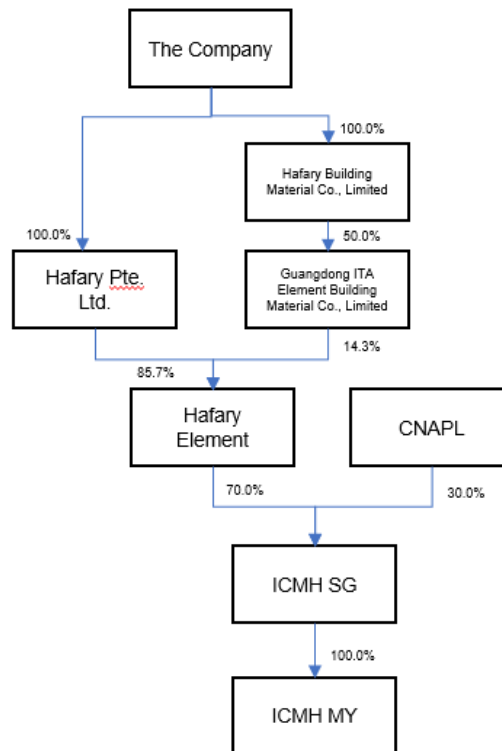 The Company
100.0%
Hafary Building
Material Co., Limited
100.0%
50.0%
Hafary Pte.
Ltd.
Guangdong ITA
Element Building
Material Co., Limited
14.3%
85.7%
Hafary
Element
CNAPL
70.0%
30.0%
ICMH SG
100.0%
ICMH MY